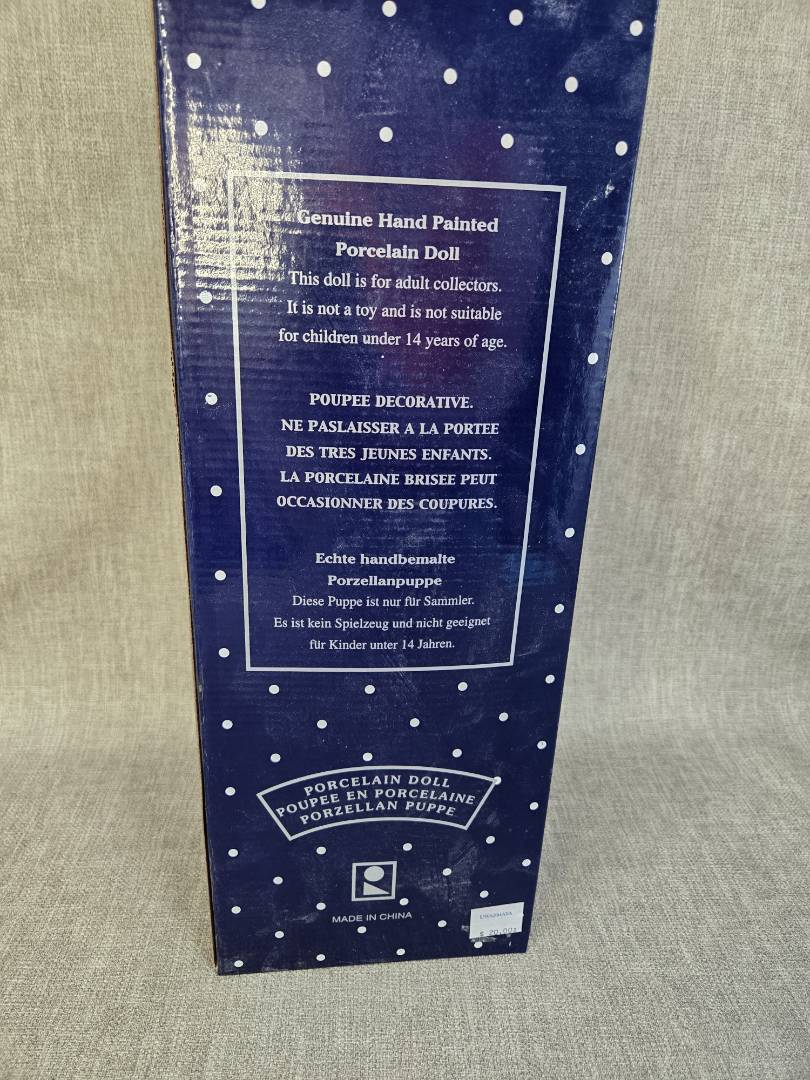 Genuine Hand Painted
Porcelain Doll
This doll is for adult collectors.
It is not a toy and is not suitable
for children under 14 years of age.
POUPEE DECORATIVE.
NE PASLAISSER A LA PORTEE
DES TRES JEUNES ENFANTS.
LA PORCELAINE BRISEE PEUT
OCCASIONNER DES COUPURES.
Echte handbemalte
Porzellanpuppe
Diese Puppe ist nur für Sammler.
Es ist kein Spielzeug und nicht geeignet
für Kinder unter 14 Jahren.
PORCELAIN DOLL
POUPEE EN PORCELAINE
PORZELLAN PUPPE
MADE IN CHINA
UWAJIMAYA